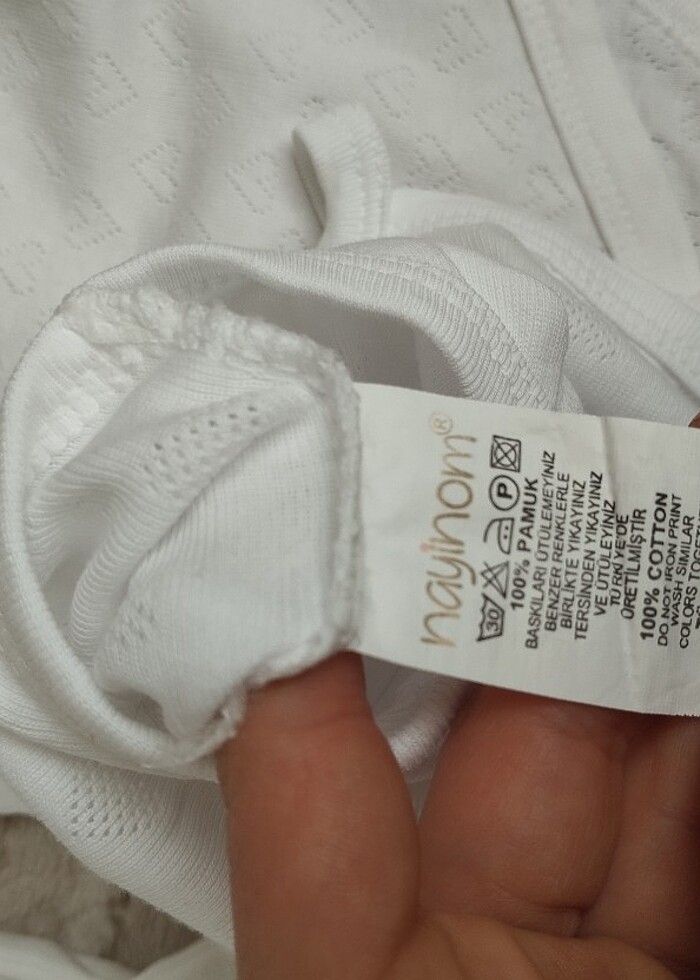 nayinom®
30 P
100% PAMUK
BASKILARI ÜTÜLEMEYİNİZ
BENZER RENKLERLE
BİRLİKTE YIKAYINIZ
TERSİNDEN YIKAYINIZ
VE ÜTÜLEYİNİZ
TÜRKİYE'DE
ÜRETİLMİŞTİR
100% COTTON
DO NOT IRON PRINT
WASH SIMILAR
COLORS